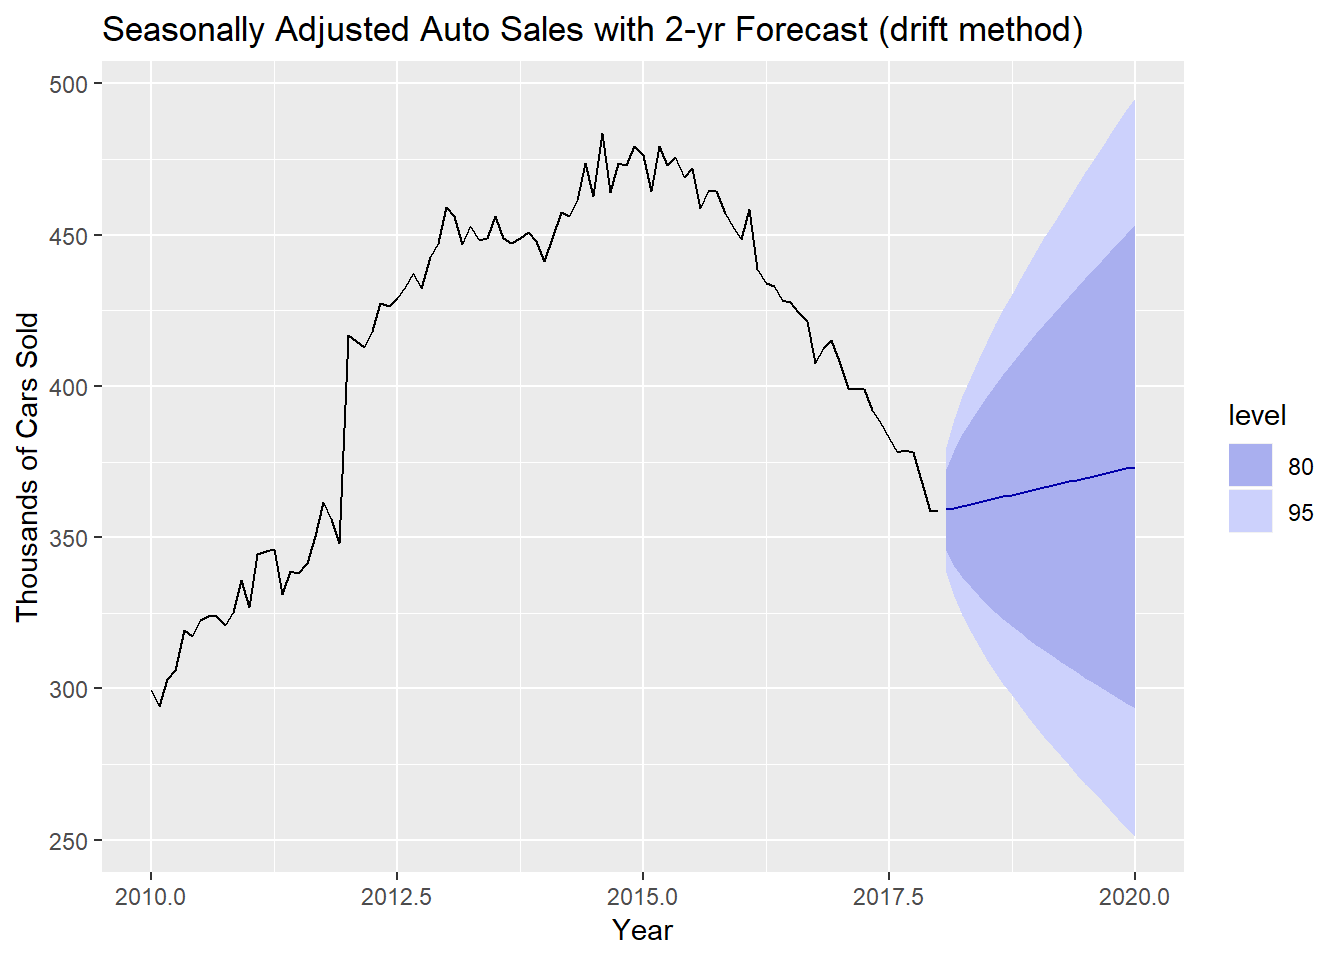 Seasonally Adjusted Auto Sales with 2-yr Forecast (drift method)
500
450
400
350
300
250
Thousands of Cars Sold
2010.0 2012.5 2015.0 2017.5 2020.0
Year
level
80
95